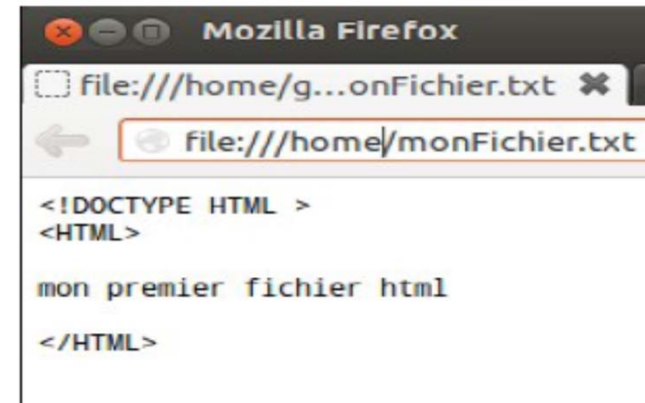 Mozilla Firefox
file:///home/g...onFichier.txt
file:///home/monFichier.txt
<!DOCTYPE HTML >
<HTML>
mon premier fichier html
</HTML>